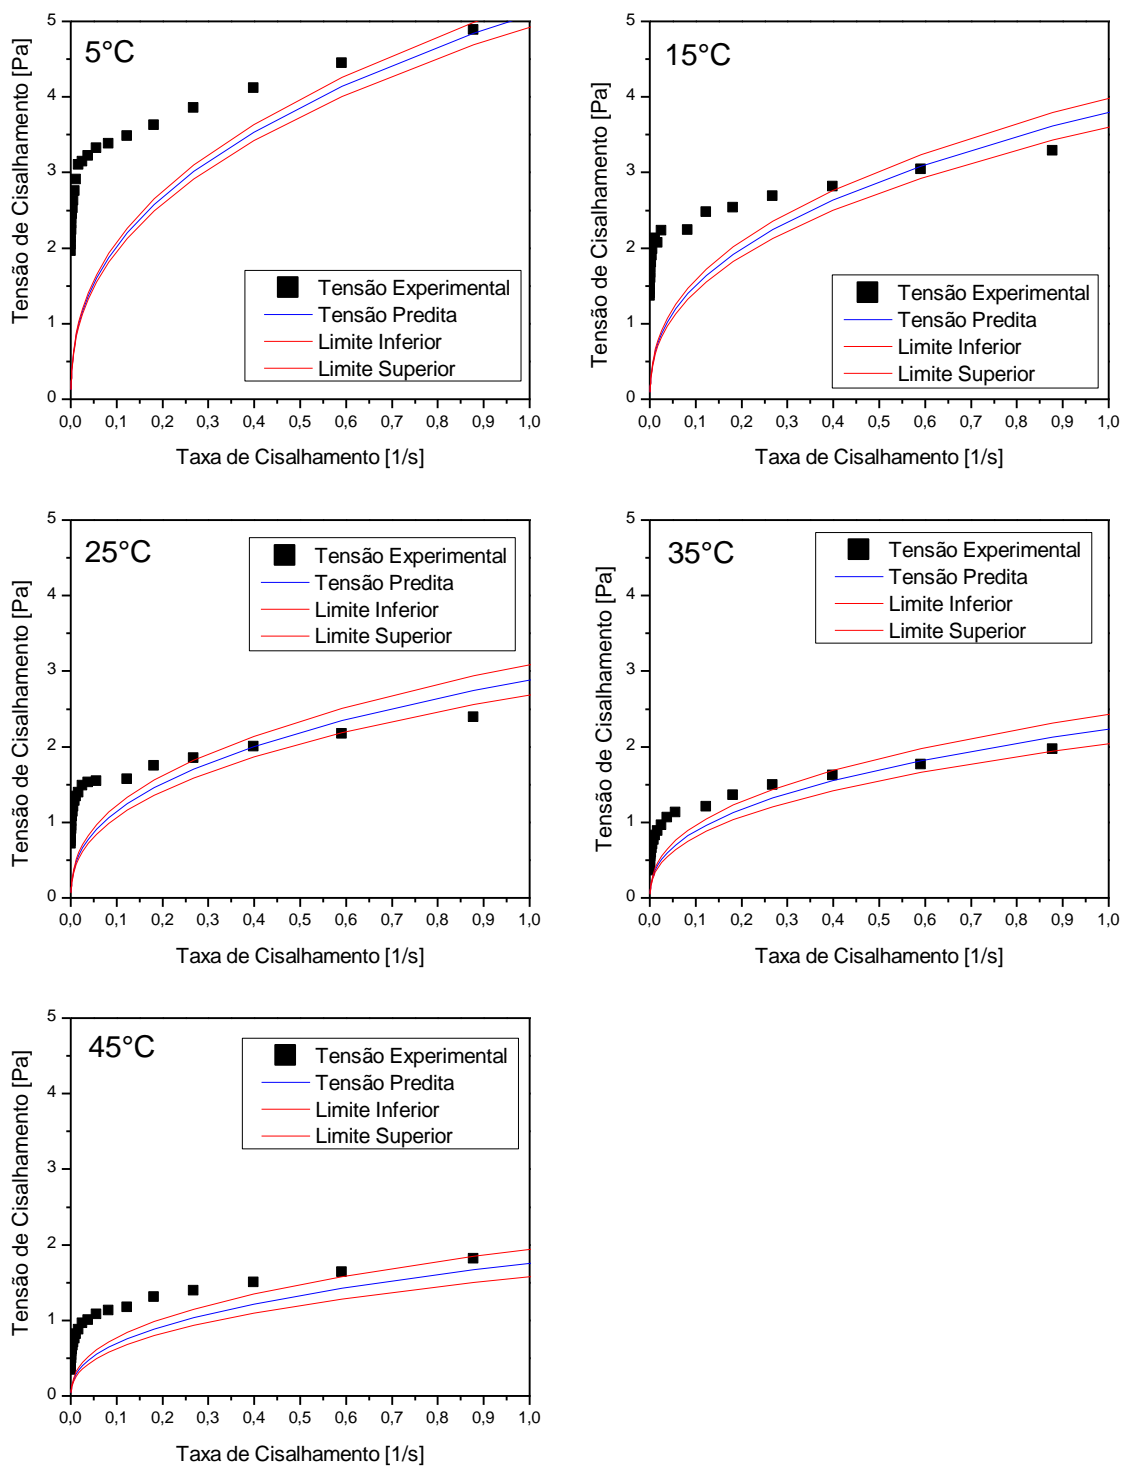 5°C
Tensão de Cisalhamento [Pa]
5
4
3
2
1
0
Tensão Experimental
Tensão Predita
Limite Inferior
Limite Superior
0,0 0,1 0,2 0,3 0,4 0,5 0,6 0,7 0,8 0,9 1,0
Taxa de Cisalhamento [1/s]
15°C
Tensão de Cisalhamento [Pa]
5
4
3
2
1
0
Tensão Experimental
Tensão Predita
Limite Inferior
Limite Superior
0,0 0,1 0,2 0,3 0,4 0,5 0,6 0,7 0,8 0,9 1,0
Taxa de Cisalhamento [1/s]
25°C
Tensão de Cisalhamento [Pa]
5
4
3
2
1
0
Tensão Experimental
Tensão Predita
Limite Inferior
Limite Superior
0,0 0,1 0,2 0,3 0,4 0,5 0,6 0,7 0,8 0,9 1,0
Taxa de Cisalhamento [1/s]
35°C
Tensão de Cisalhamento [Pa]
5
4
3
2
1
0
Tensão Experimental
Tensão Predita
Limite Inferior
Limite Superior
0,0 0,1 0,2 0,3 0,4 0,5 0,6 0,7 0,8 0,9 1,0
Taxa de Cisalhamento [1/s]
45°C
Tensão de Cisalhamento [Pa]
5
4
3
2
1
0
Tensão Experimental
Tensão Predita
Limite Inferior
Limite Superior
0,0 0,1 0,2 0,3 0,4 0,5 0,6 0,7 0,8 0,9 1,0
Taxa de Cisalhamento [1/s]